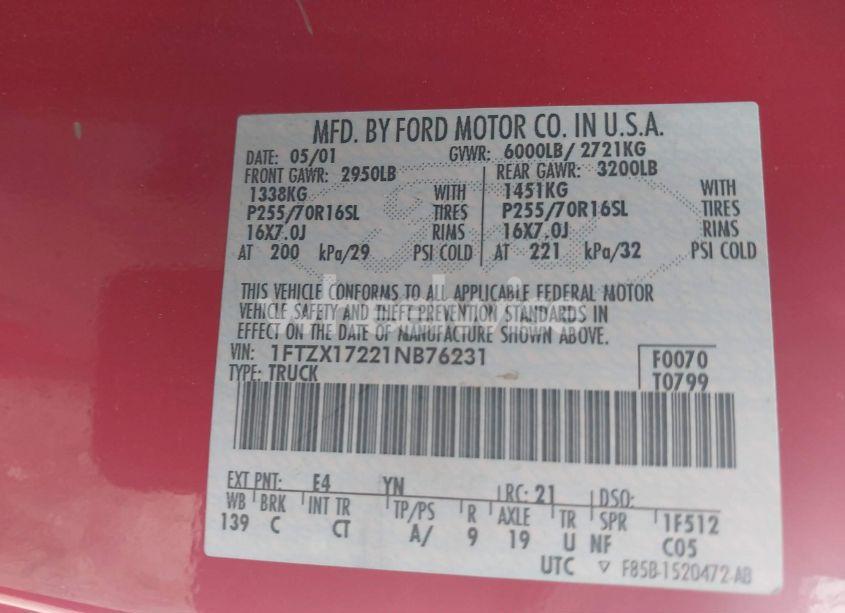 MFD. BY FORD MOTOR CO. IN U.S.A.
DATE: 05/01 GVWR: 6000LB/ 2721KG
FRONT GAWR: 2950LB REAR GAWR: 3200LB
1338KG WITH 1451KG WITH
P255/70R16SL TIRES P255/70R16SL TIRES
16X7.0J RIMS 16X7.0J RIMS
AT 200 kPa/29 PSI COLD AT 221 kPa/32 PSI COLD
THIS VEHICLE CONFORMS TO ALL APPLICABLE FEDERAL MOTOR
VEHICLE SAFETY AND THEFT PREVENTION STANDARDS IN
EFFECT ON THE DATE OF MANUFACTURE SHOWN ABOVE.
VIN: 1FTZX17221NB76231 F0070
TYPE: TRUCK T0799
EXT PNT: E4 YN RC: 21 DSO:
WB BRK INT TR TP/PS R AXLE TR SPR 1F512
139 C CT A/ 9 19 U NF C05
UTC ▽ F85B-1520472-AB